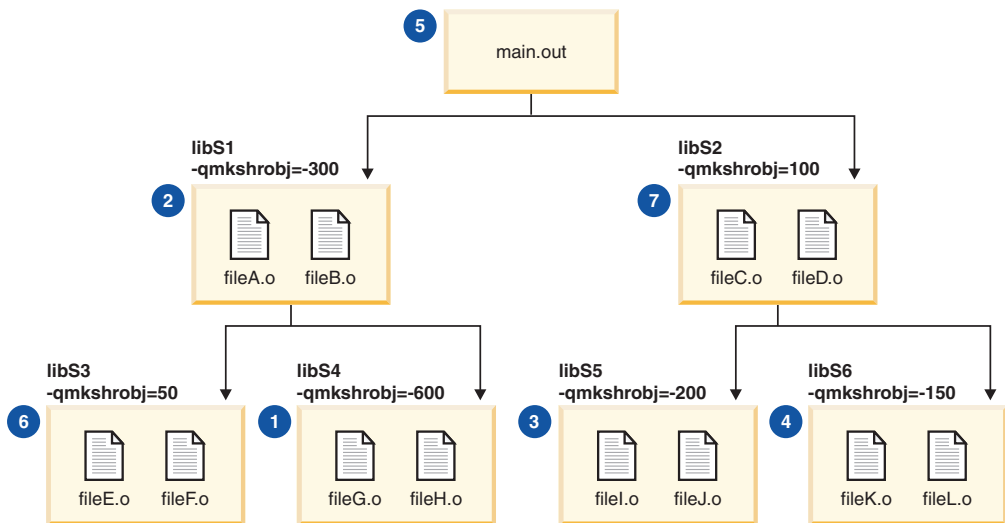 5
main.out
libS1
-qmkshrobj=-300
libS2
-qmkshrobj=100
2
fileA.o fileB.o
7
fileC.o fileD.o
libS3
-qmkshrobj=50
libS4
-qmkshrobj=-600
libS5
-qmkshrobj=-200
libS6
-qmkshrobj=-150
6
fileE.o fileF.o
1
fileG.o fileH.o
3
fileI.o fileJ.o
4
fileK.o fileL.o